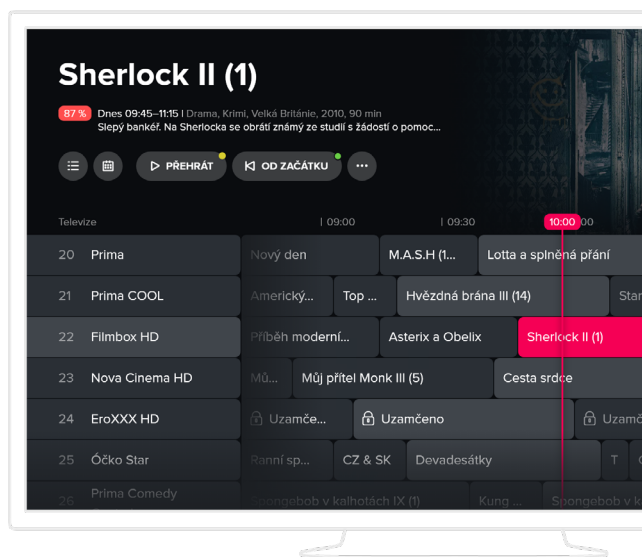 Sherlock II (1)
87 % Dnes 09:45–11:15 | Drama, Krimi, Velká Británie, 2010, 90 min
Slepý bankéř. Na Sherlocka se obrátí známý ze studií s žádostí o pomoc...
PŘEHRÁT OD ZAČÁTKU
Televize 09:00 09:30 10:00 00
20 Prima Nový den M.A.S.H (1... Lotta a splněná přání
21 Prima COOL Americký... Top ... Hvězdná brána III (14) Star
22 Filmbox HD Příběh moderní... Asterix a Obelix Sherlock II (1)
23 Nova Cinema HD Mů... Můj přítel Monk III (5) Cesta srdce
24 EroXXX HD Uzamče... Uzamčeno Uzamč
25 Óčko Star Ranní sp... CZ & SK Devadesátky T
26 Prima Comedy Spongebob v kalhotách IX (1) Kung ... Spongebob v k